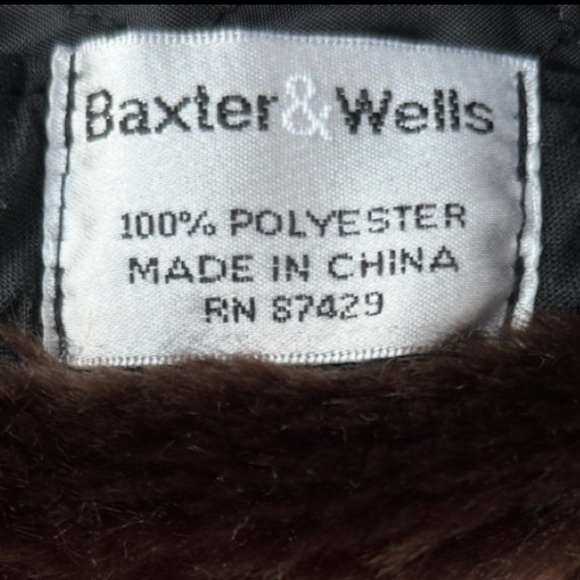 Baxter&Wells
100% POLYESTER
MADE IN CHINA
RN 87429